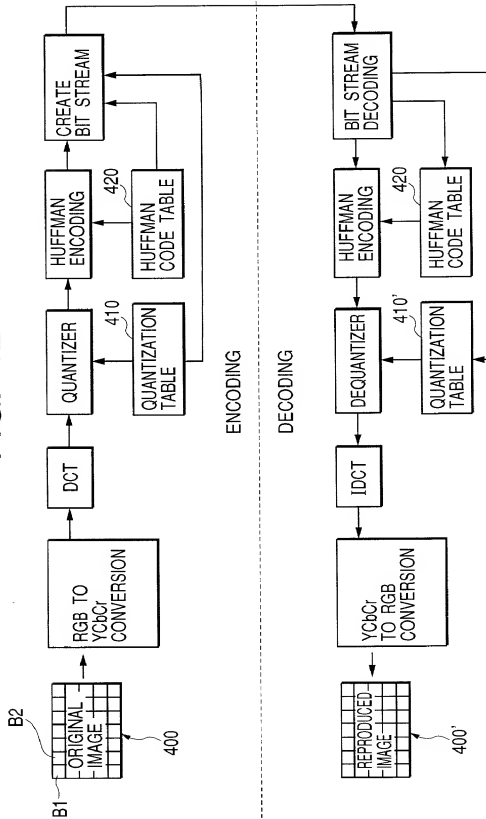 B1
B2
ORIGINAL
IMAGE
400
RGB TO
YCbCr
CONVERSION
DCT
QUANTIZER
410
QUANTIZATION
TABLE
HUFFMAN
ENCODING
420
HUFFMAN
CODE TABLE
CREATE
BIT STREAM
ENCODING
DECODING
REPRODUCED
IMAGE
400'
YCbCr
TO RGB
CONVERSION
IDCT
DEQUANTIZER
410'
QUANTIZATION
TABLE
HUFFMAN
ENCODING
420
HUFFMAN
CODE TABLE
BIT STREAM
DECODING